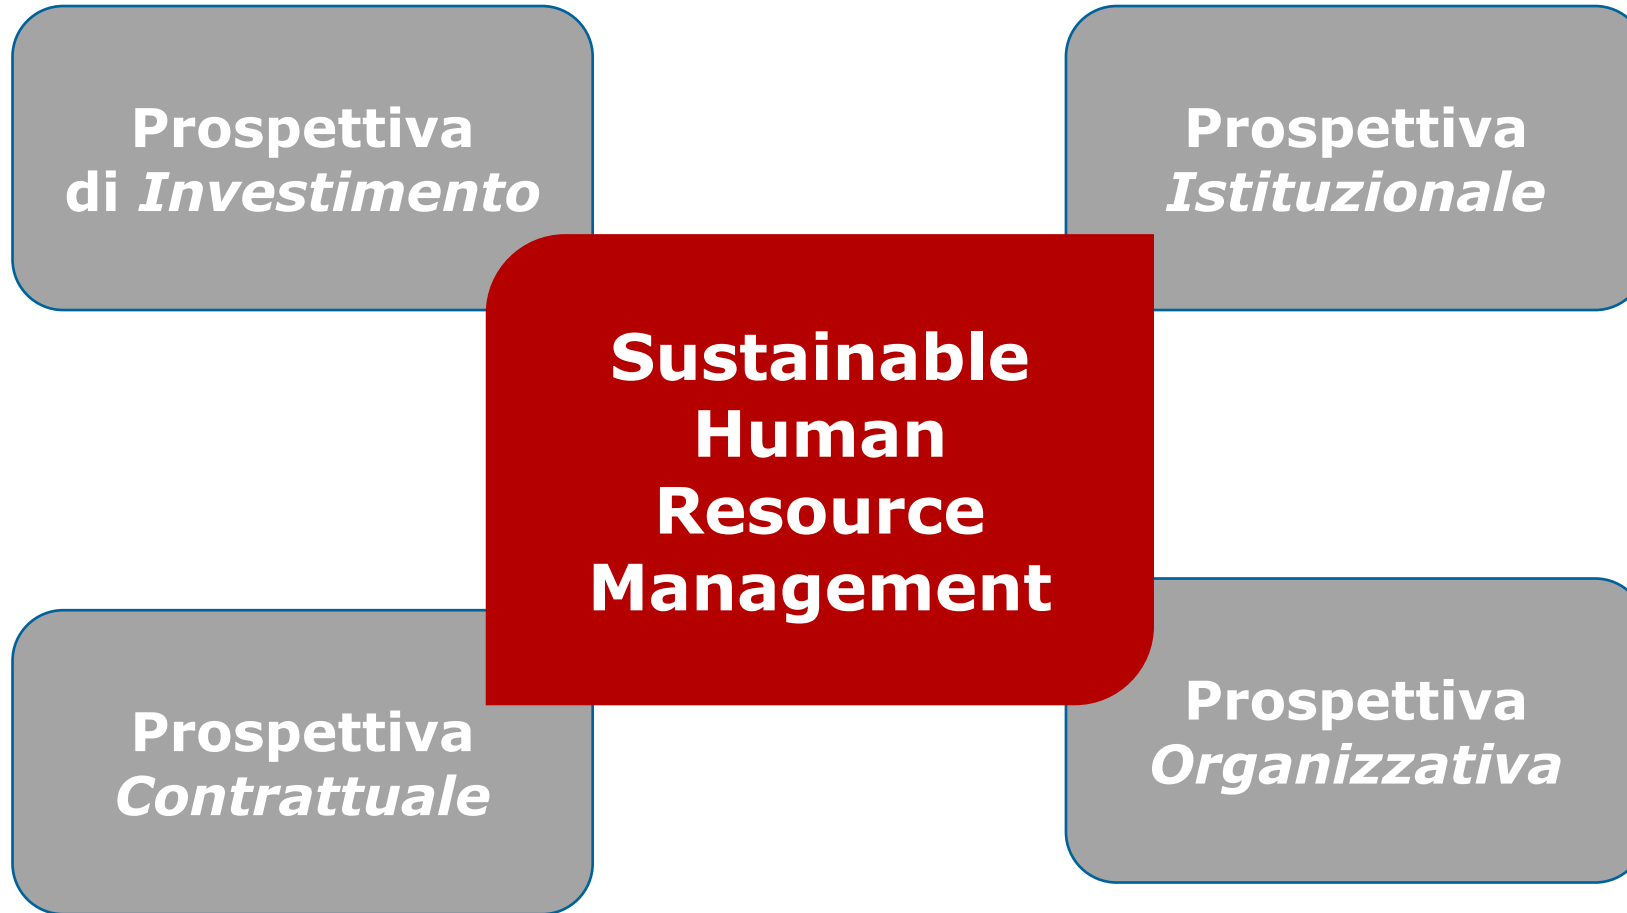 Prospettiva
di Investimento
Prospettiva
Istituzionale
Sustainable
Human
Resource
Management
Prospettiva
Contrattuale
Prospettiva
Organizzativa